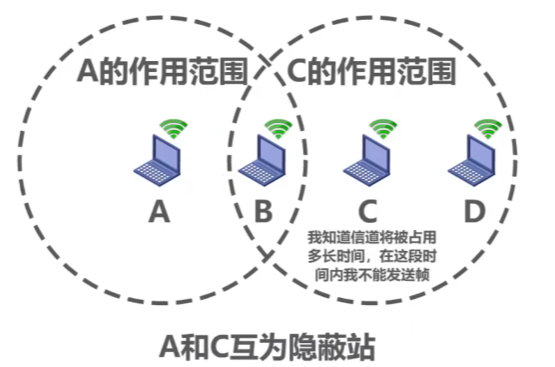 A的作用范围 C的作用范围
A B C D
我知道信道将被占用
多长时间，在这段时
间内我不能发送帧
A和C互为隐蔽站